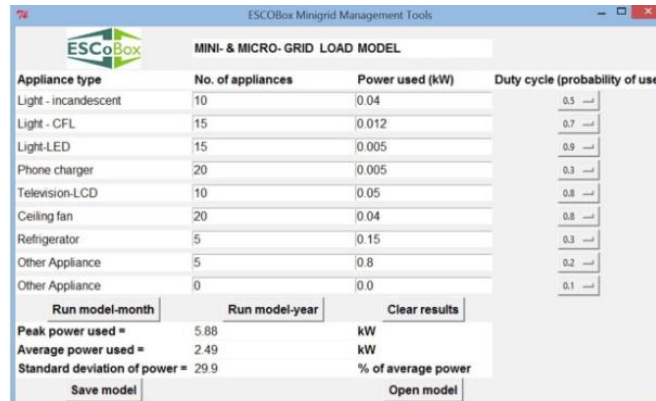 ESCOBox Minigrid Management Tools
ESCoBox
MINI- & MICRO- GRID LOAD MODEL
Appliance type No. of appliances Power used (kW) Duty cycle (probability of use
Light - incandescent 10 0.04 0.5
Light - CFL 15 0.012 0.7
Light-LED 15 0.005 0.9
Phone charger 20 0.005 0.3
Television-LCD 10 0.05 0.8
Ceiling fan 20 0.04 0.8
Refrigerator 5 0.15 0.3
Other Appliance 5 0.8 0.2
Other Appliance 0 0.0 0.1
Run model-month Run model-year Clear results
Peak power used = 5.88 kW
Average power used = 2.49 kW
Standard deviation of power = 29.9 % of average power
Save model Open model